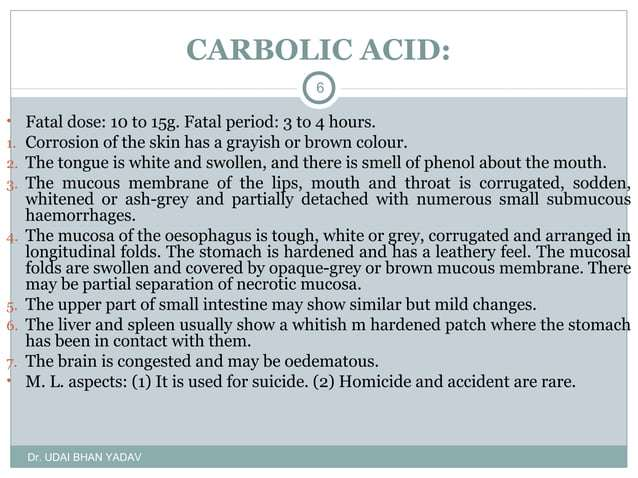 CARBOLIC ACID:
6
• Fatal dose: 10 to 15g. Fatal period: 3 to 4 hours.
1. Corrosion of the skin has a grayish or brown colour.
2. The tongue is white and swollen, and there is smell of phenol about the mouth.
3. The mucous membrane of the lips, mouth and throat is corrugated, sodden,
whitened or ash-grey and partially detached with numerous small submucous
haemorrhages.
4. The mucosa of the oesophagus is tough, white or grey, corrugated and arranged in
longitudinal folds. The stomach is hardened and has a leathery feel. The mucosal
folds are swollen and covered by opaque-grey or brown mucous membrane. There
may be partial separation of necrotic mucosa.
5. The upper part of small intestine may show similar but mild changes.
6. The liver and spleen usually show a whitish m hardened patch where the stomach
has been in contact with them.
7. The brain is congested and may be oedematous.
• M. L. aspects: (1) It is used for suicide. (2) Homicide and accident are rare.
Dr. UDAI BHAN YADAV